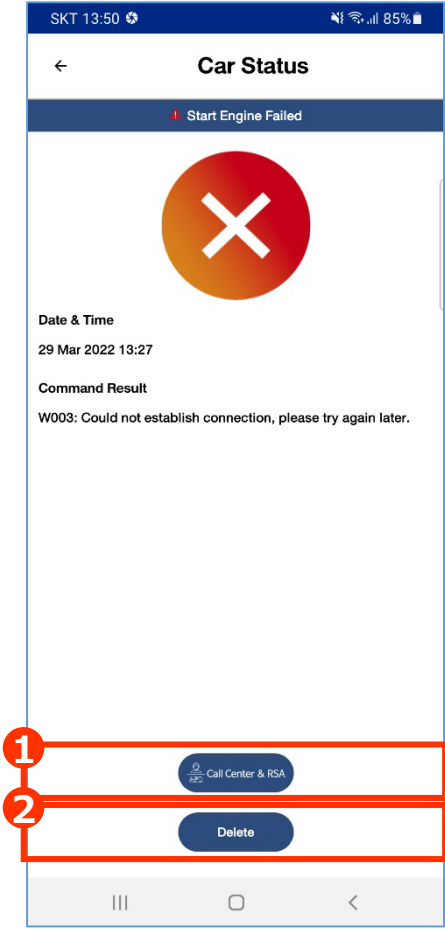 SKT 13:50 85%
Car Status
Start Engine Failed
Date & Time
29 Mar 2022 13:27
Command Result
W003: Could not establish connection, please try again later.
1
Call Center & RSA
2
Delete